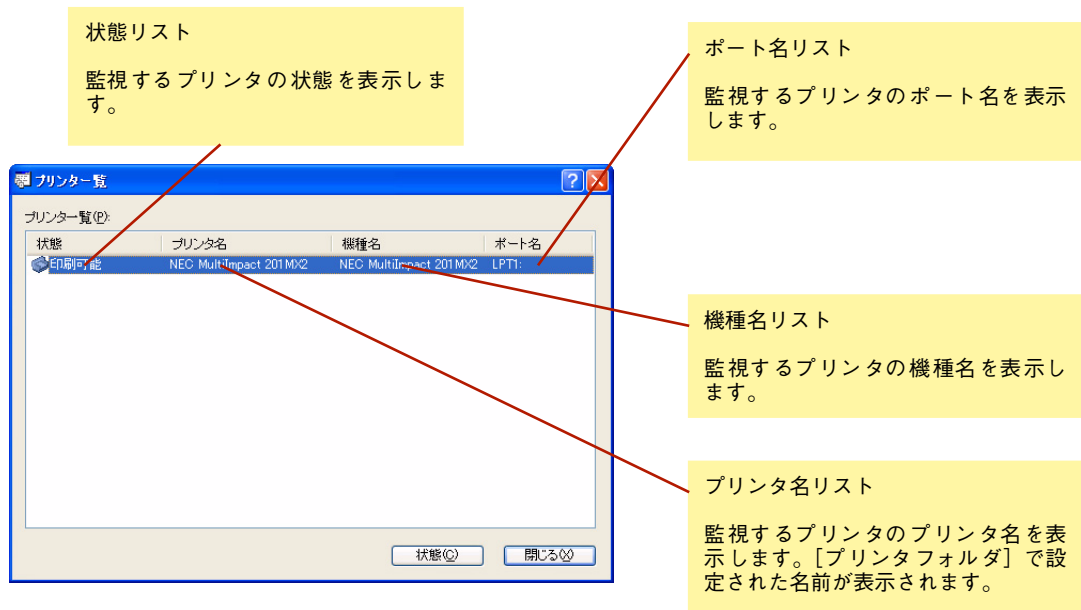 状態リスト
監視するプリンタの状態を表示しま
す。
ポート名リスト
監視するプリンタのポート名を表示
します。
プリンター覧
プリンター覧(P):
状態 プリンタ名 機種名 ポート名
印刷可能 NEC MultiImpact 201MX2 NEC MultiImpact 201MX2 LPT1:
機種名リスト
監視するプリンタの機種名を表示し
ます。
プリンタ名リスト
監視するプリンタのプリンタ名を表
示します。［プリンタフォルダ］で設
定された名前が表示されます。
状態(C) 閉じる(X)